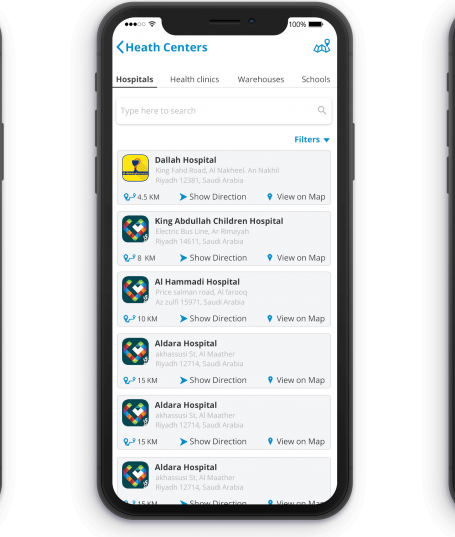 100%
Heath Centers
Hospitals Health clinics Warehouses Schools
Type here to search
Filters
Dallah Hospital
King Fahd Road, Al Nakheel، An Nakhil
Riyadh 12381, Saudi Arabia
4.5 KM Show Direction View on Map
King Abdullah Children Hospital
Electric Bus Line, Ar Rimayah
Riyadh 14611, Saudi Arabia
8 KM Show Direction View on Map
Al Hammadi Hospital
Price salman road, Al farooq
Az zulfi 15971, Saudi Arabia
10 KM Show Direction View on Map
Aldara Hospital
akhassusi St, Al Maather
Riyadh 12714, Saudi Arabia
15 KM Show Direction View on Map
Aldara Hospital
akhassusi St, Al Maather
Riyadh 12714, Saudi Arabia
15 KM Show Direction View on Map
Aldara Hospital
akhassusi St, Al Maather
Riyadh 12714, Saudi Arabia
15 KM Show Direction View on Map